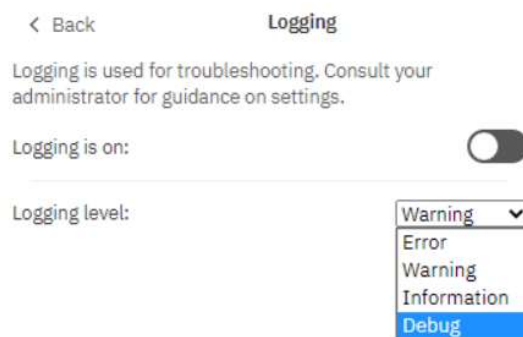 Back
Logging
Logging is used for troubleshooting. Consult your
administrator for guidance on settings.
Logging is on:
Logging level:
Warning
Error
Warning
Information
Debug